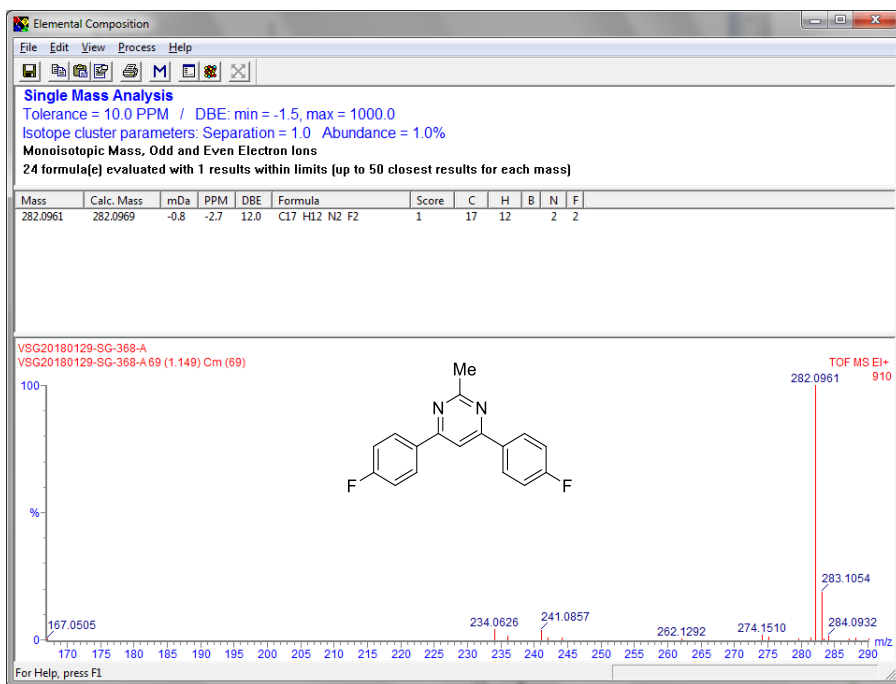 Elemental Composition
File Edit View Process Help
Single Mass Analysis
Tolerance = 10.0 PPM / DBE: min = -1.5, max = 1000.0
Isotope cluster parameters: Separation = 1.0 Abundance = 1.0%
Monoisotopic Mass, Odd and Even Electron Ions
24 formula(e) evaluated with 1 results within limits (up to 50 closest results for each mass)
Mass Calc. Mass mDa PPM DBE Formula Score C H B N F
282.0961 282.0969 -0.8 -2.7 12.0 C17 H12 N2 F2 1 17 12 2 2
VSG20180129-SG-368-A
VSG20180129-SG-368-A 69 (1.149) Cm (69)
TOF MS EI+
910
100
%
0
Me
N N
F F
282.0961
283.1054
284.0932
167.0505
234.0626
241.0857
262.1292
274.1510
170 175 180 185 190 195 200 205 210 215 220 225 230 235 240 245 250 255 260 265 270 275 280 285 290
m/z
For Help, press F1